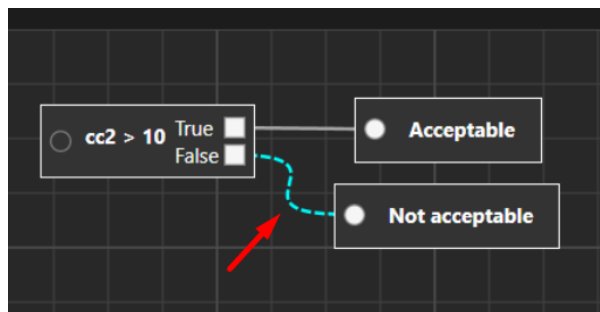 cc2 > 10
True
False
Acceptable
Not acceptable